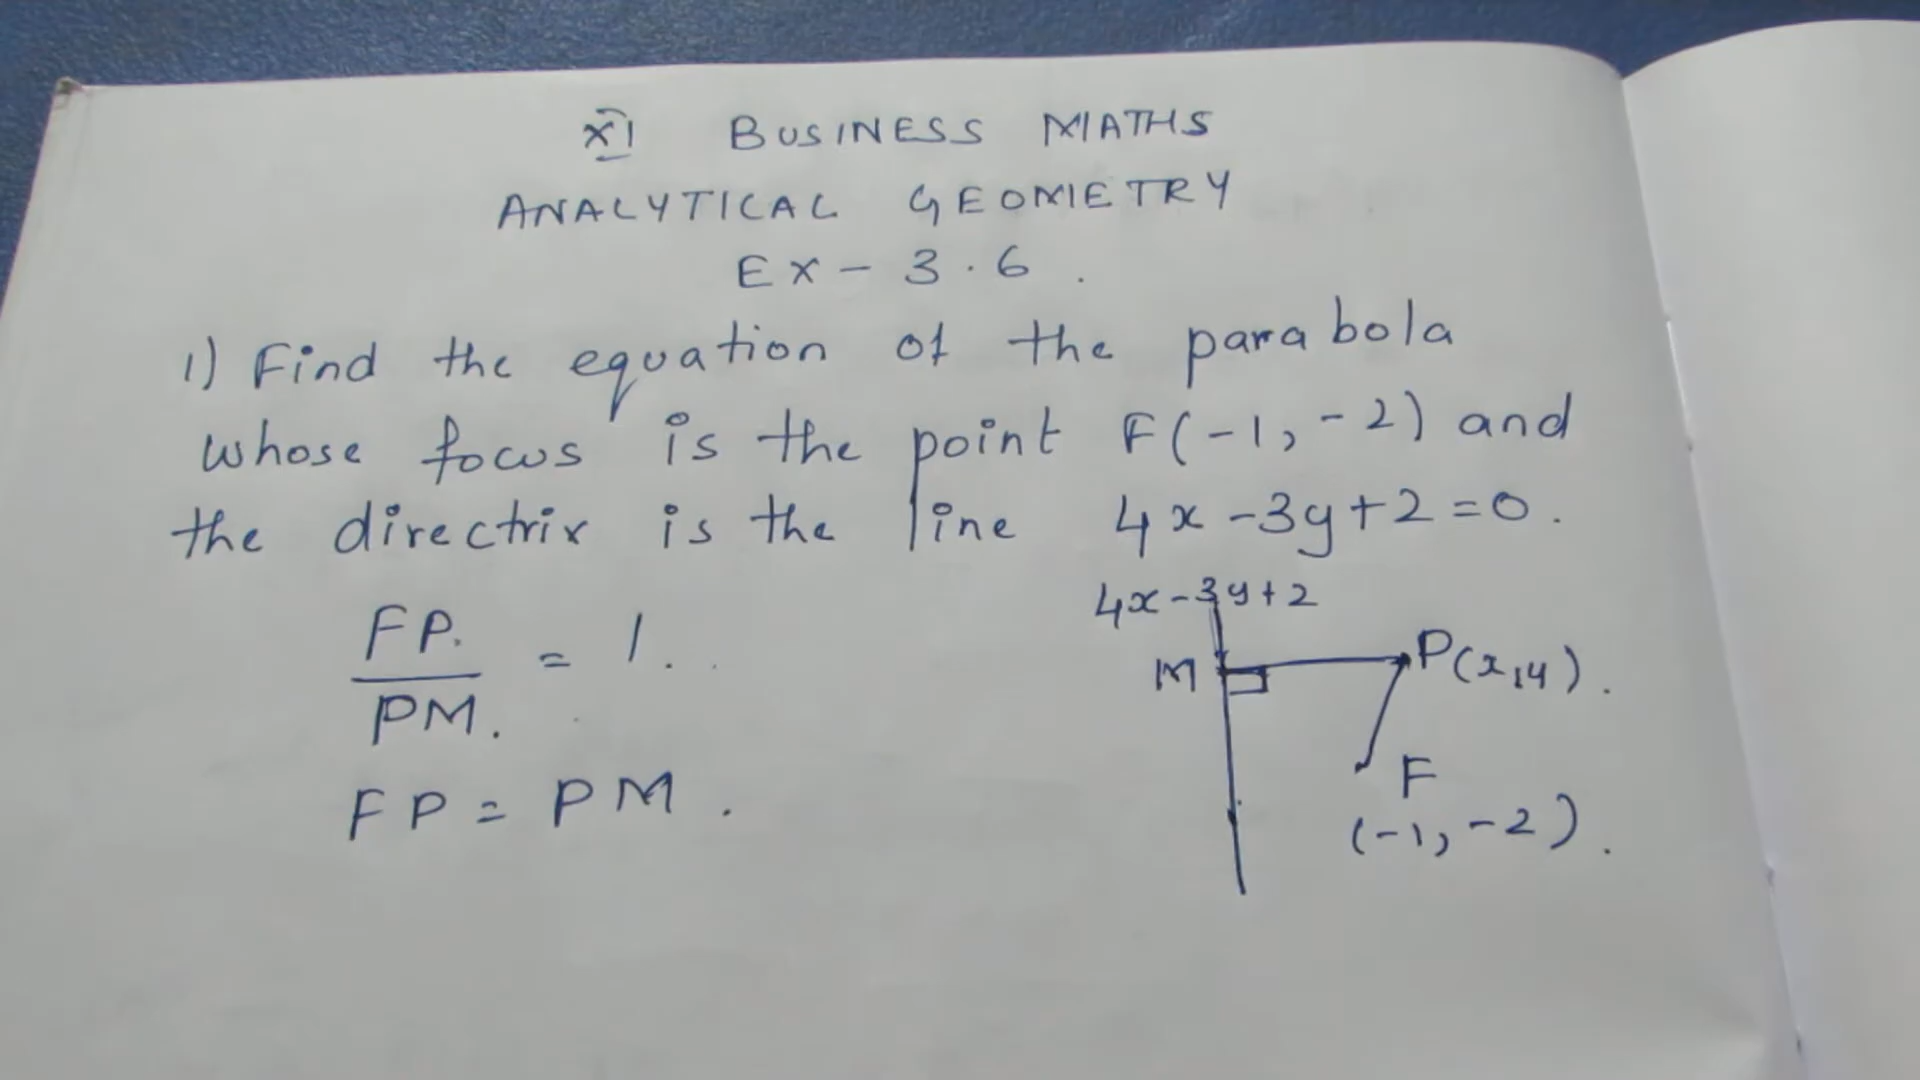 XI BUSINESS MATHS
ANALYTICAL GEOMETRY
EX - 3.6.
1) Find the equation of the parabola
whose focus is the point F(-1, -2) and
the directrix is the line 4x-3y+2=0.
FP. / PM. = 1.
FP = PM.
4x-3y+2
M P(x,y).
F
(-1, -2).